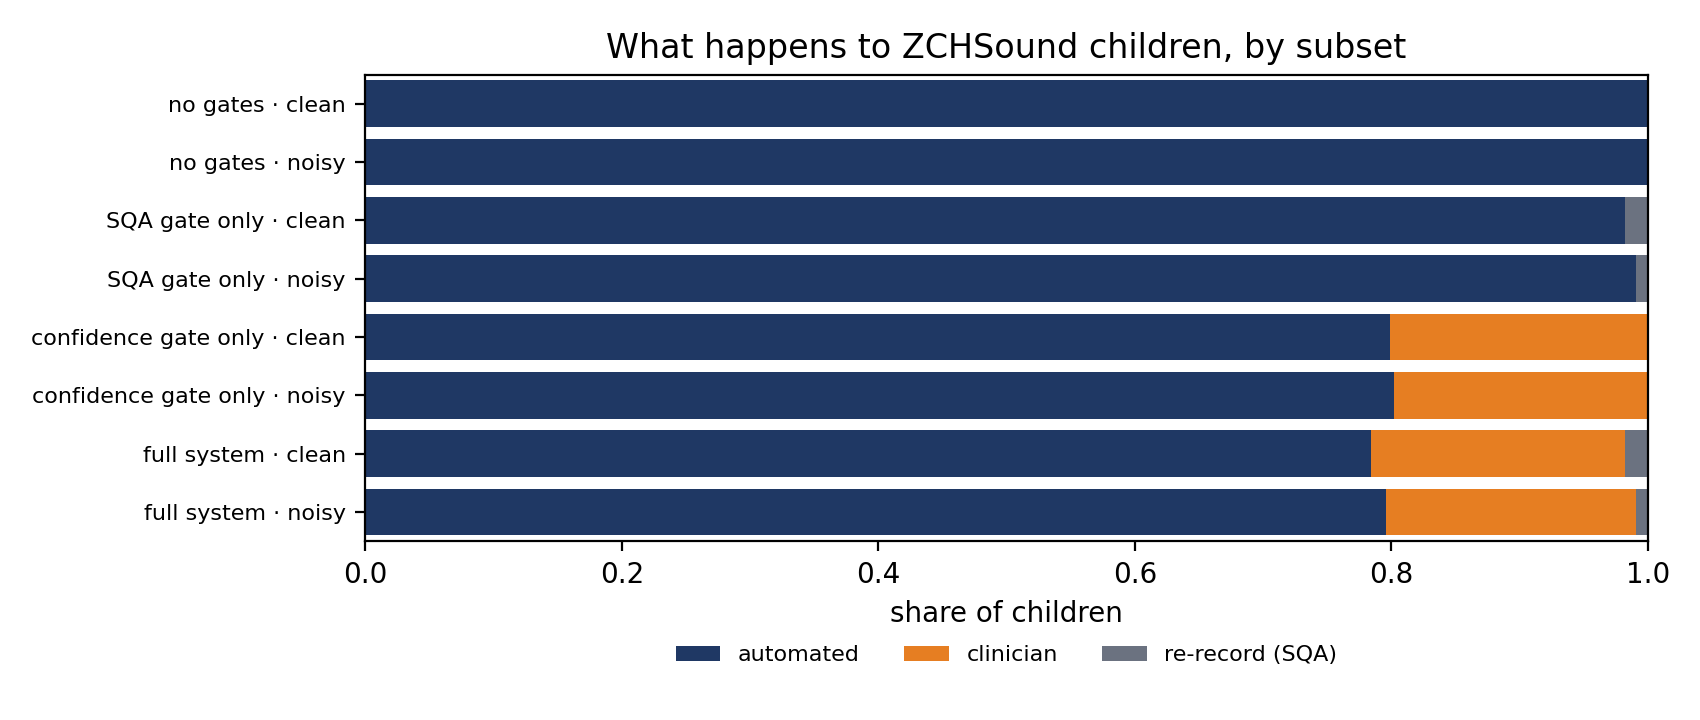 What happens to ZCHSound children, by subset
no gates · clean
no gates · noisy
SQA gate only · clean
SQA gate only · noisy
confidence gate only · clean
confidence gate only · noisy
full system · clean
full system · noisy
0.0 0.2 0.4 0.6 0.8 1.0
share of children
automated clinician re-record (SQA)